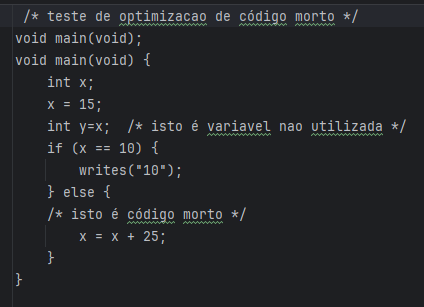 /* teste de optimizacao de código morto */
void main(void);
void main(void) {
    int x;
    x = 15;
    int y=x;  /* isto é variavel nao utilizada */
    if (x == 10) {
        writes("10");
    } else {
    /* isto é código morto */
        x = x + 25;
    }
}